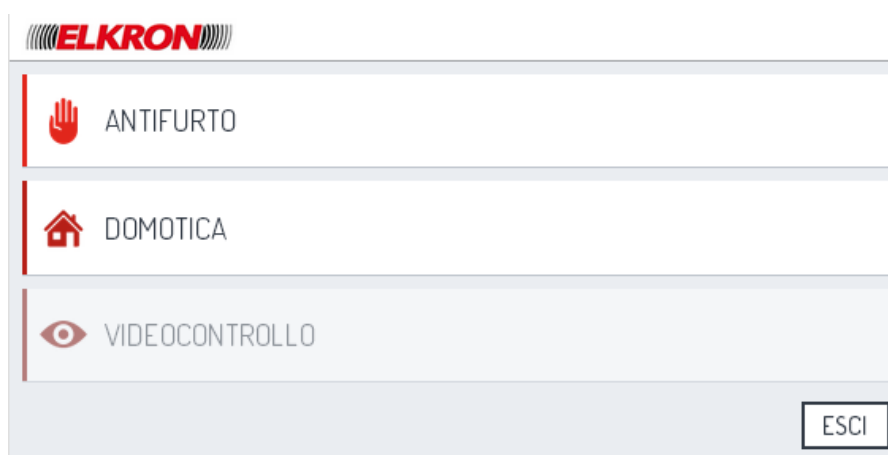 ELKRON
ANTIFURTO
DOMOTICA
VIDEOCONTROLLO
ESCI